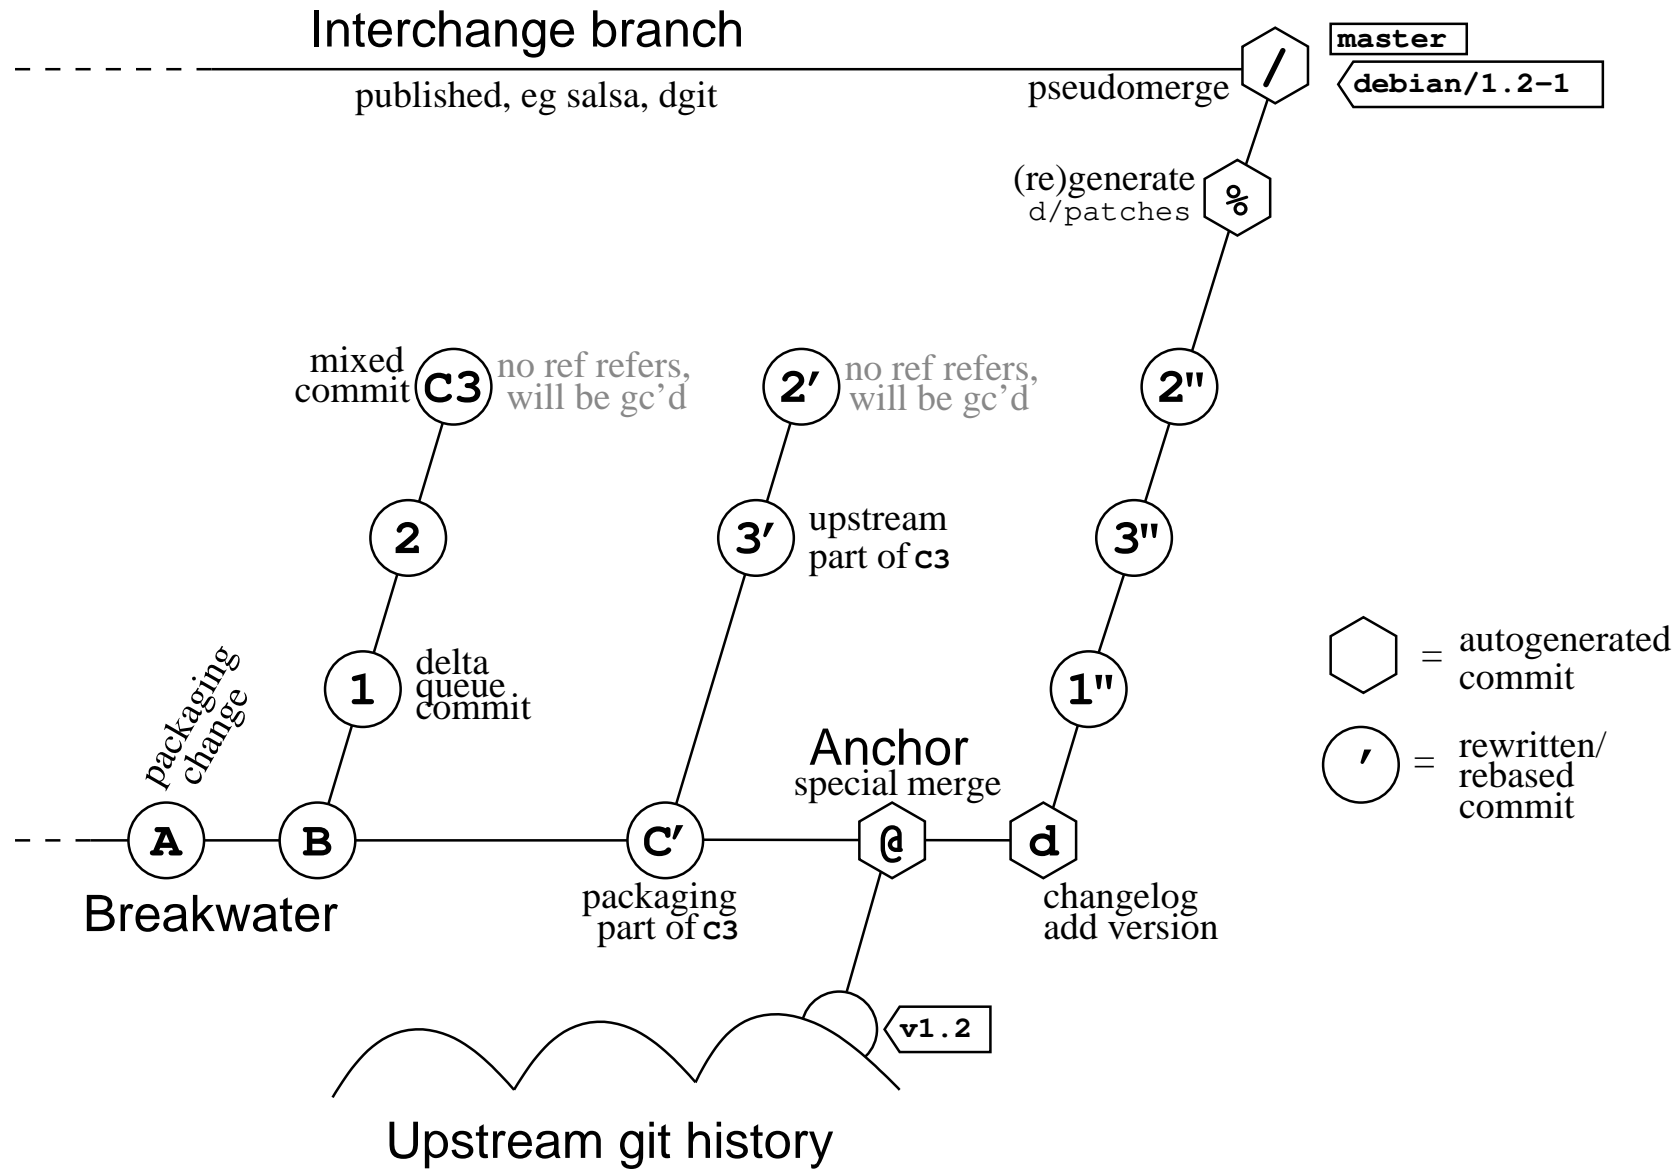 Interchange branch
published, eg salsa, dgit
pseudomerge
/
master
debian/1.2-1
(re)generate
d/patches
%
mixed
commit
C3
no ref refers,
will be gc'd
2′
no ref refers,
will be gc'd
2"
2
3′
upstream
part of C3
3"
packaging
change
1
delta
queue
commit
1"
Anchor
special merge
A
B
C′
@
d
Breakwater
packaging
part of C3
changelog
add version
v1.2
Upstream git history
= autogenerated
commit
′ = rewritten/
rebased
commit